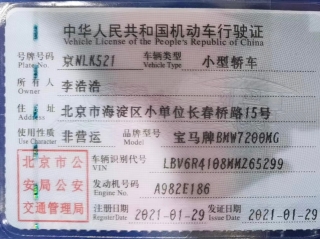 中华人民共和国机动车行驶证
Vehicle License of the People's Republic of China
号牌号码 京NLK521 车辆类型 小型轿车
Plate No. Vehicle Type
所有人 李浩浩
Owner
住址 北京市海淀区小单位长春桥路15号
Address
使用性质 非营运 品牌型号 宝马牌BMW7200MG
Use Character Model
北京市公 车辆识别代号 LBV6R4108MMZ65299
VIN
安局公安 发动机号码 A982E186
Engine No.
交通管理局 注册日期 2021-01-29 发证日期 2021-01-29
Register Date Issue Date